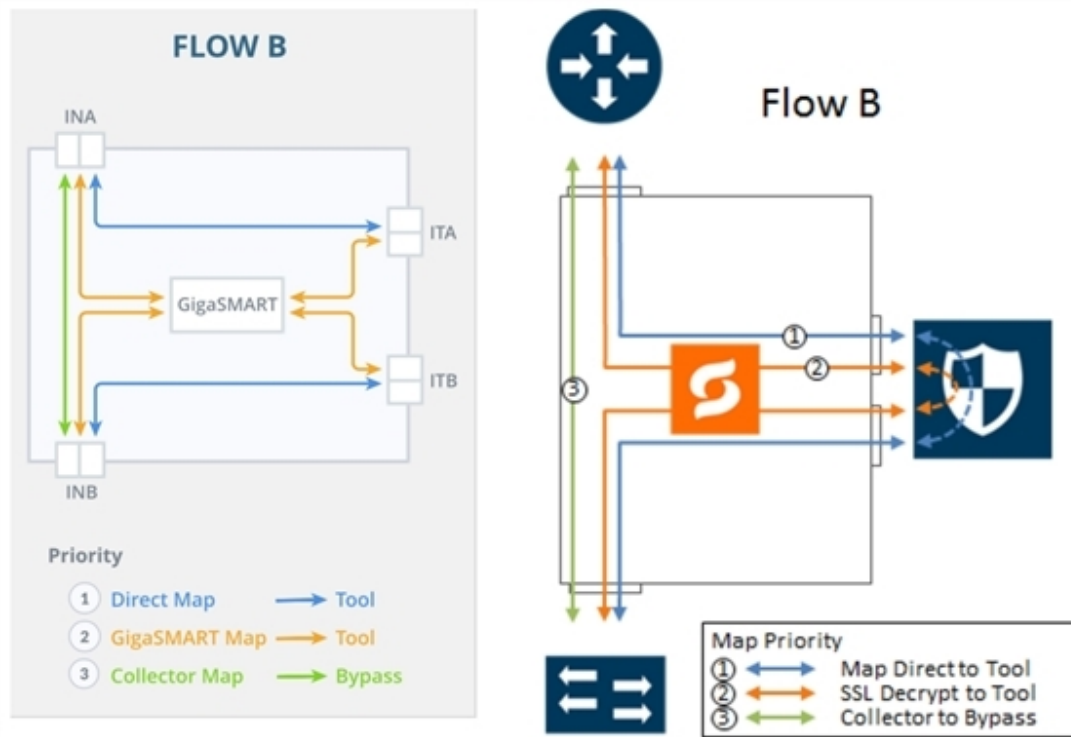 FLOW B
INA
ITA
GigaSMART
ITB
INB
Priority
1 Direct Map Tool
2 GigaSMART Map Tool
3 Collector Map Bypass
Flow B
1
2
3
Map Priority
1 Map Direct to Tool
2 SSL Decrypt to Tool
3 Collector to Bypass